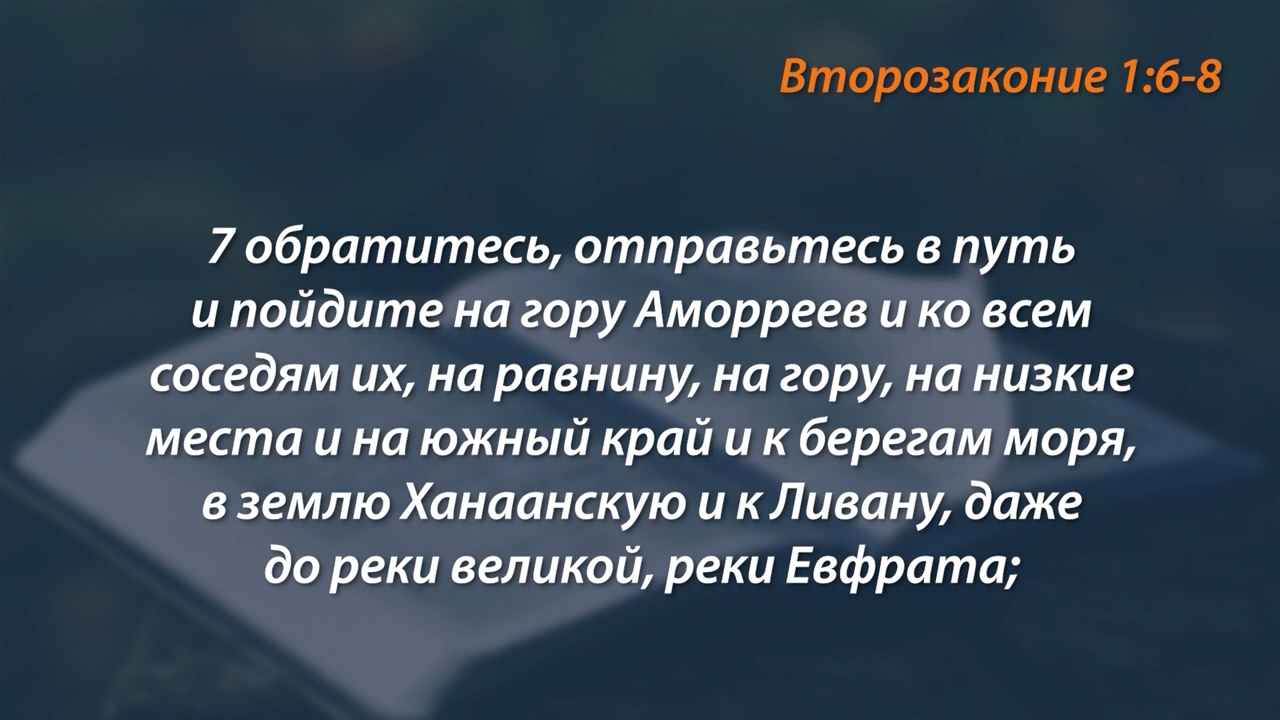 Второзаконие 1:6-8
7 обратитесь, отправьтесь в путь
и пойдите на гору Аморреев и ко всем
соседям их, на равнину, на гору, на низкие
места и на южный край и к берегам моря,
в землю Ханаанскую и к Ливану, даже
до реки великой, реки Евфрата;